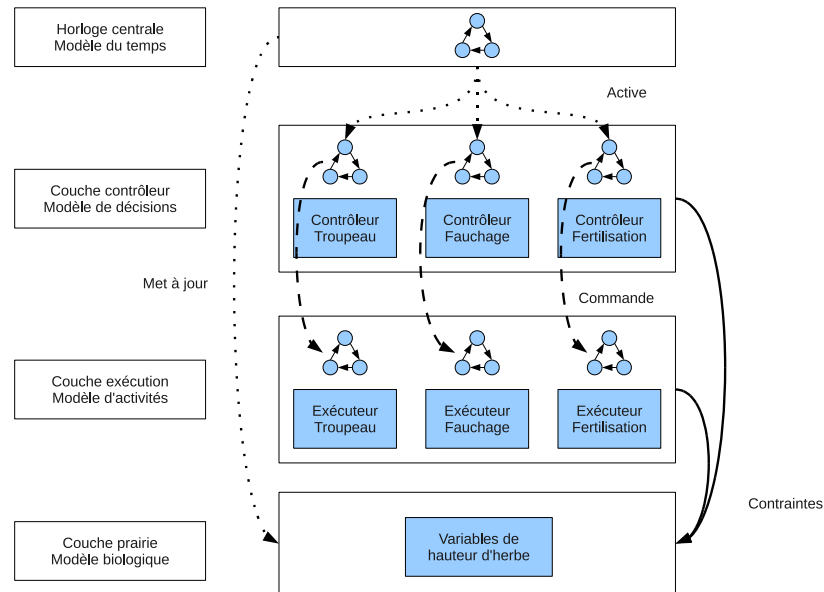 Horloge centrale
Modèle du temps
Active
Couche contrôleur
Modèle de décisions
Contrôleur
Troupeau
Contrôleur
Fauchage
Contrôleur
Fertilisation
Met à jour
Commande
Couche exécution
Modèle d'activités
Exécuteur
Troupeau
Exécuteur
Fauchage
Exécuteur
Fertilisation
Contraintes
Couche prairie
Modèle biologique
Variables de
hauteur d'herbe